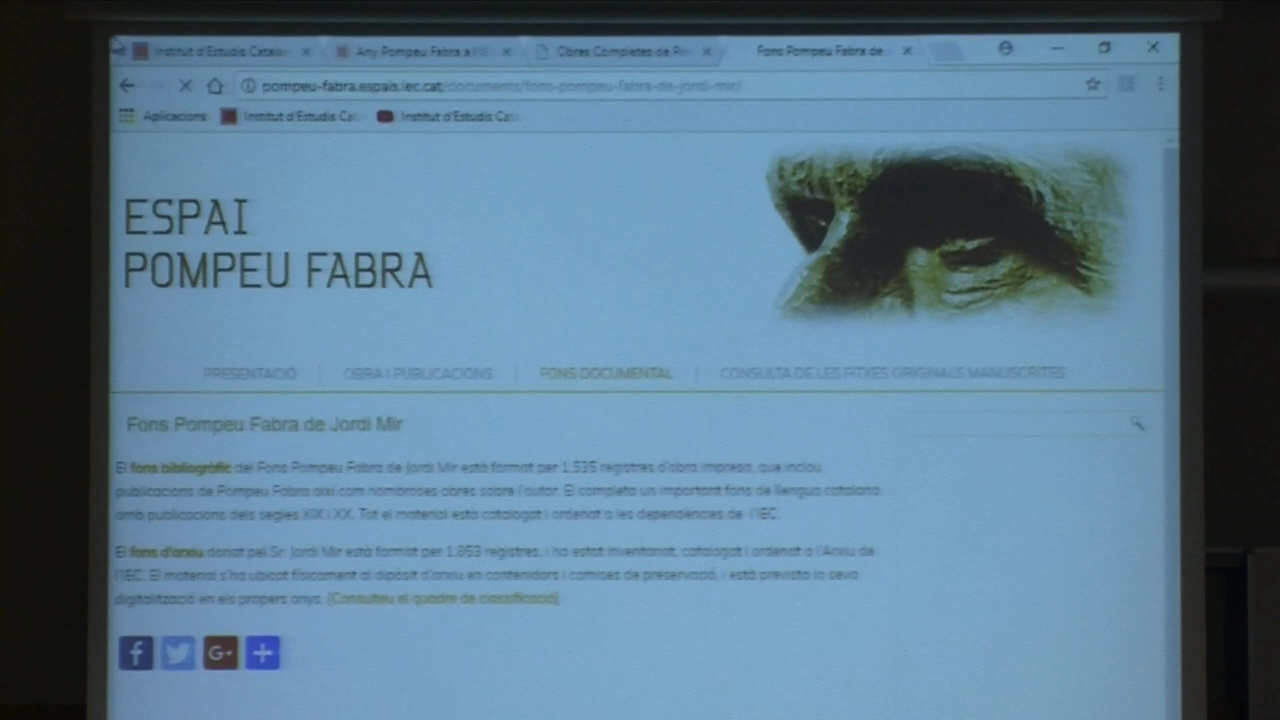 Institut d'Estudis Catala
Any Pompeu Fabra a l'IE
Obres Completes de P
Fons Pompeu Fabra de
pompeu-fabra.espais.iec.cat/documents/fons-pompeu-fabra-de-jordi-mir/
Aplicacions
Institut d'Estudis Ca
Institut d'Estudis Ca
ESPAI
POMPEU FABRA
PRESENTACIÓ
OBRA I PUBLICACIONS
FONS DOCUMENTAL
CONSULTA DE LES FITXES ORIGINALS MANUSCRITES
Fons Pompeu Fabra de Jordi Mir
El fons bibliogràfic del Fons Pompeu Fabra de Jordi Mir està format per 1.535 registres d'obra impresa, que inclou
publicacions de Pompeu Fabra així com nombroses obres sobre l'autor. El completa un important fons de llengua catalana
amb publicacions dels segles XIX i XX. Tot el material està catalogat i ordenat a les dependències de l'IEC.
El fons d'arxiu donat pel Sr. Jordi Mir està format per 1.853 registres, i ha estat inventariat, catalogat i ordenat a l'Arxiu de
l'IEC. El material s'ha ubicat físicament al dipòsit d'arxiu en contenidors i camises de preservació, i està prevista la seva
digitalització en els propers anys. [Consulteu el quadre de classificació]
f
G+